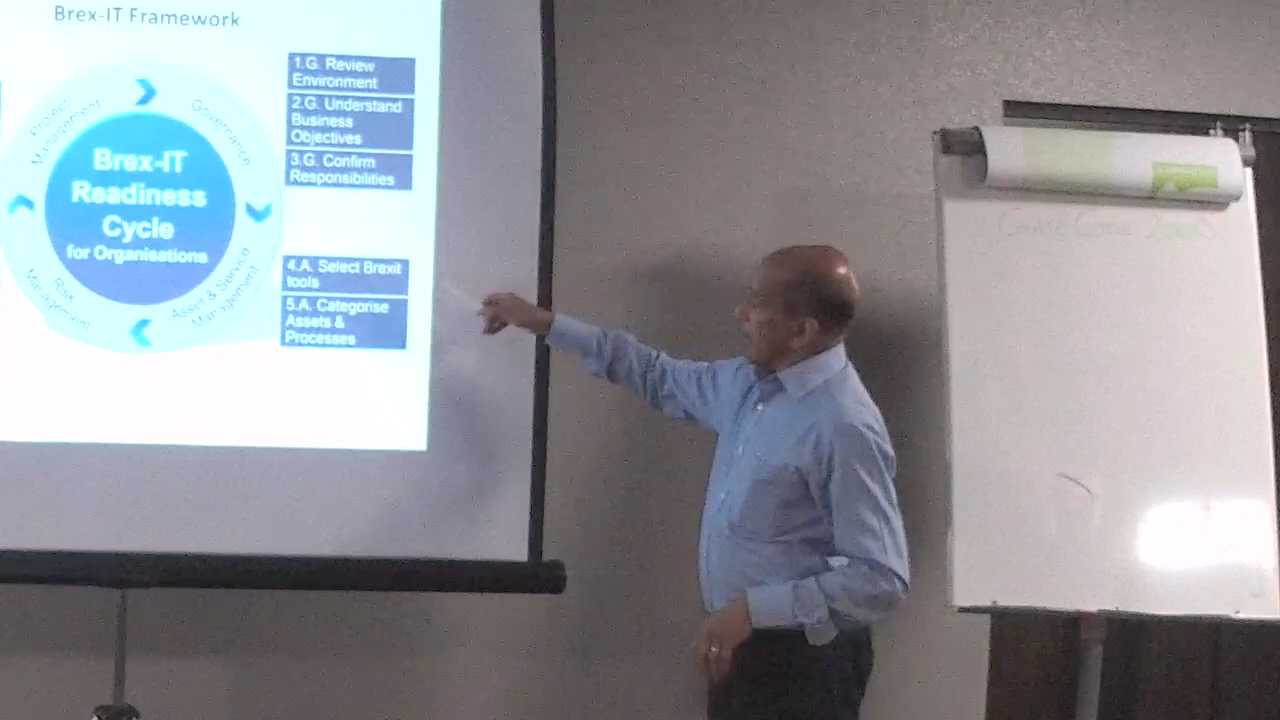 Brex-IT Framework
Project
Management
Governance
Brex-IT
Readiness
Cycle
for Organisations
Risk
Management
Asset & Service
Management
1.G. Review
Environment
2.G. Understand
Business
Objectives
3.G. Confirm
Responsibilities
4.A. Select Brexit
tools
5.A. Categorise
Assets &
Processes